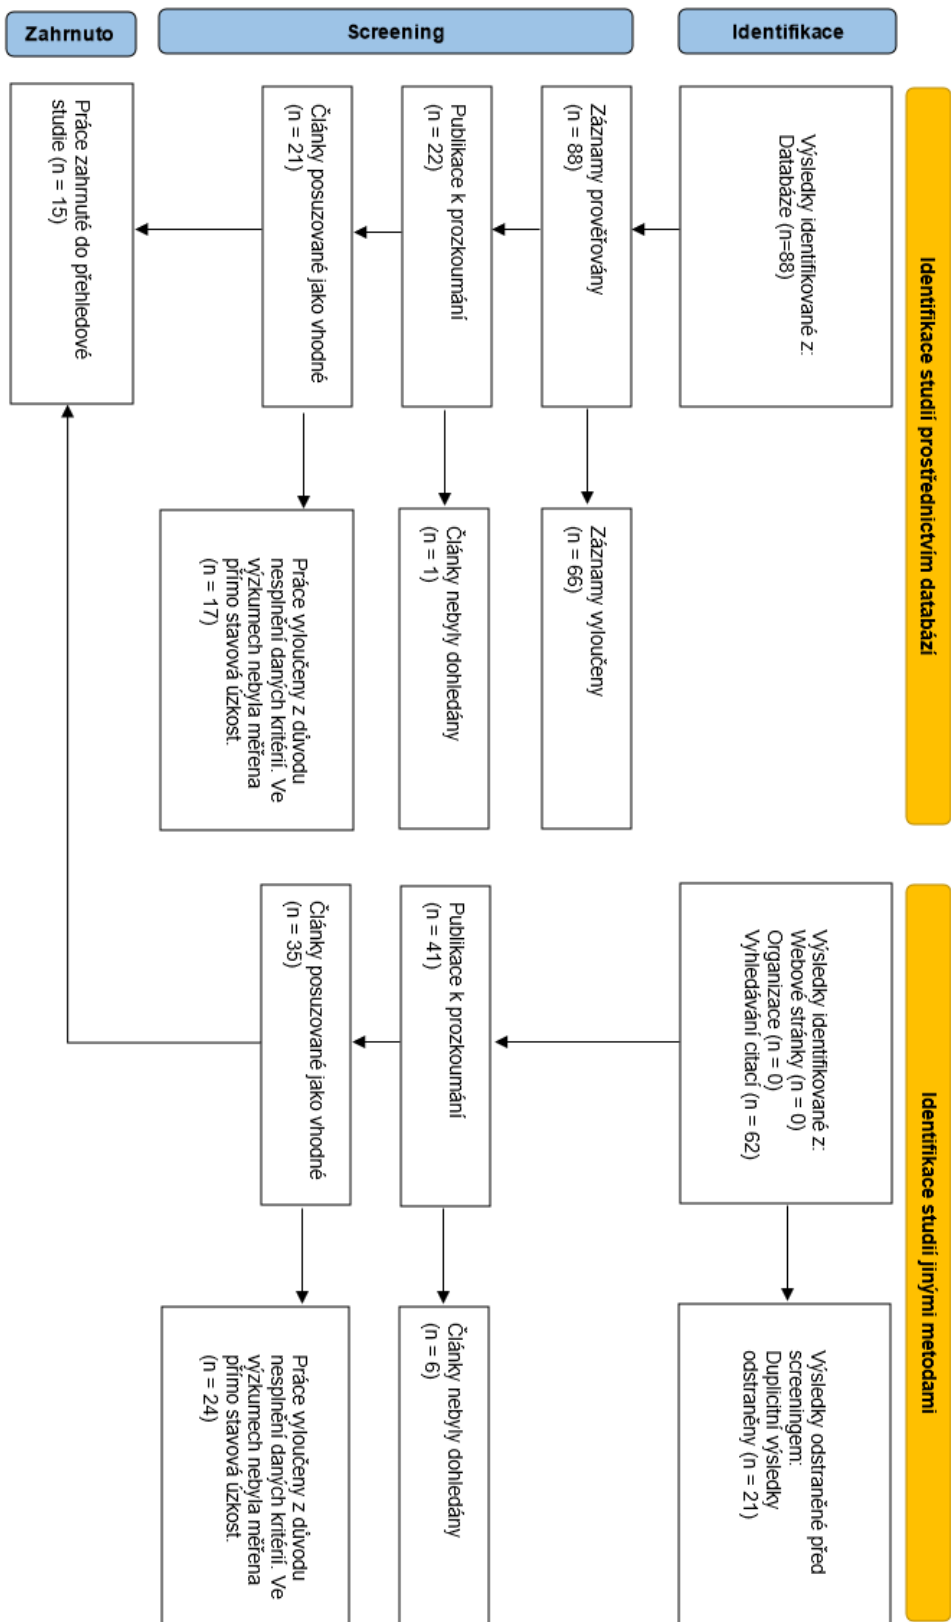 Identifikace studií prostřednictvím databází
Identifikace studií jinými metodami
Identifikace
Výsledky identifikované z:
Databáze (n=88)
Výsledky identifikované z:
Webové stránky (n = 0)
Organizace (n = 0)
Vyhledávání citací (n = 62)
Výsledky odstraněné před
screeningem:
Duplicitní výsledky
odstraněny (n = 21)
Screening
Záznamy prověřovány
(n = 88)
Záznamy vyloučeny
(n = 66)
Publikace k prozkoumání
(n = 22)
Články nebyly dohledány
(n = 1)
Publikace k prozkoumání
(n = 41)
Články nebyly dohledány
(n = 6)
Články posuzované jako vhodné
(n = 21)
Práce vyloučeny z důvodu
nesplnění daných kritérií. Ve
výzkumech nebyla měřena
přímo stavová úzkost.
(n = 17)
Články posuzované jako vhodné
(n = 35)
Práce vyloučeny z důvodu
nesplnění daných kritérií. Ve
výzkumech nebyla měřena
přímo stavová úzkost.
(n = 24)
Zahrnuto
Práce zahrnuté do přehledové
studie (n = 15)